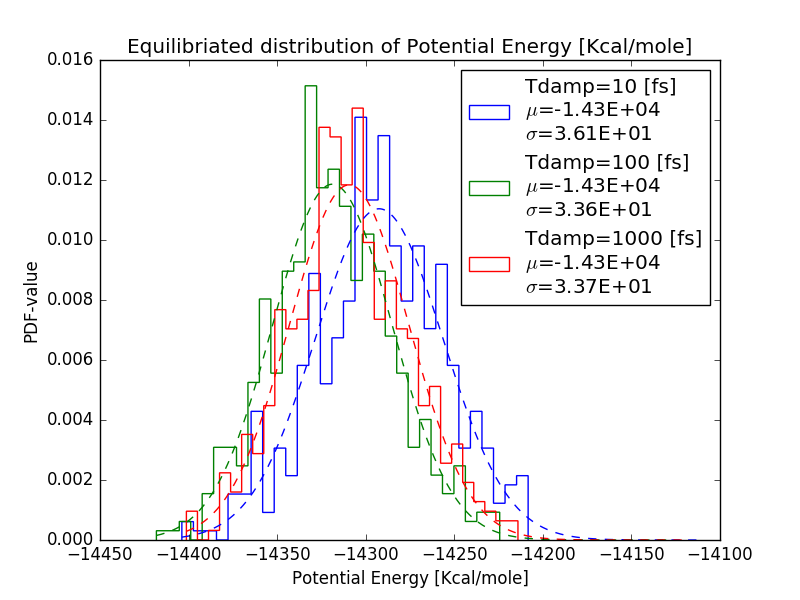 Equilibriated distribution of Potential Energy [Kcal/mole]
0.016
0.014
0.012
0.010
0.008
0.006
0.004
0.002
0.000
PDF-value
Tdamp=10 [fs]
μ=-1.43E+04
σ=3.61E+01
Tdamp=100 [fs]
μ=-1.43E+04
σ=3.36E+01
Tdamp=1000 [fs]
μ=-1.43E+04
σ=3.37E+01
−14450 −14400 −14350 −14300 −14250 −14200 −14150 −14100
Potential Energy [Kcal/mole]